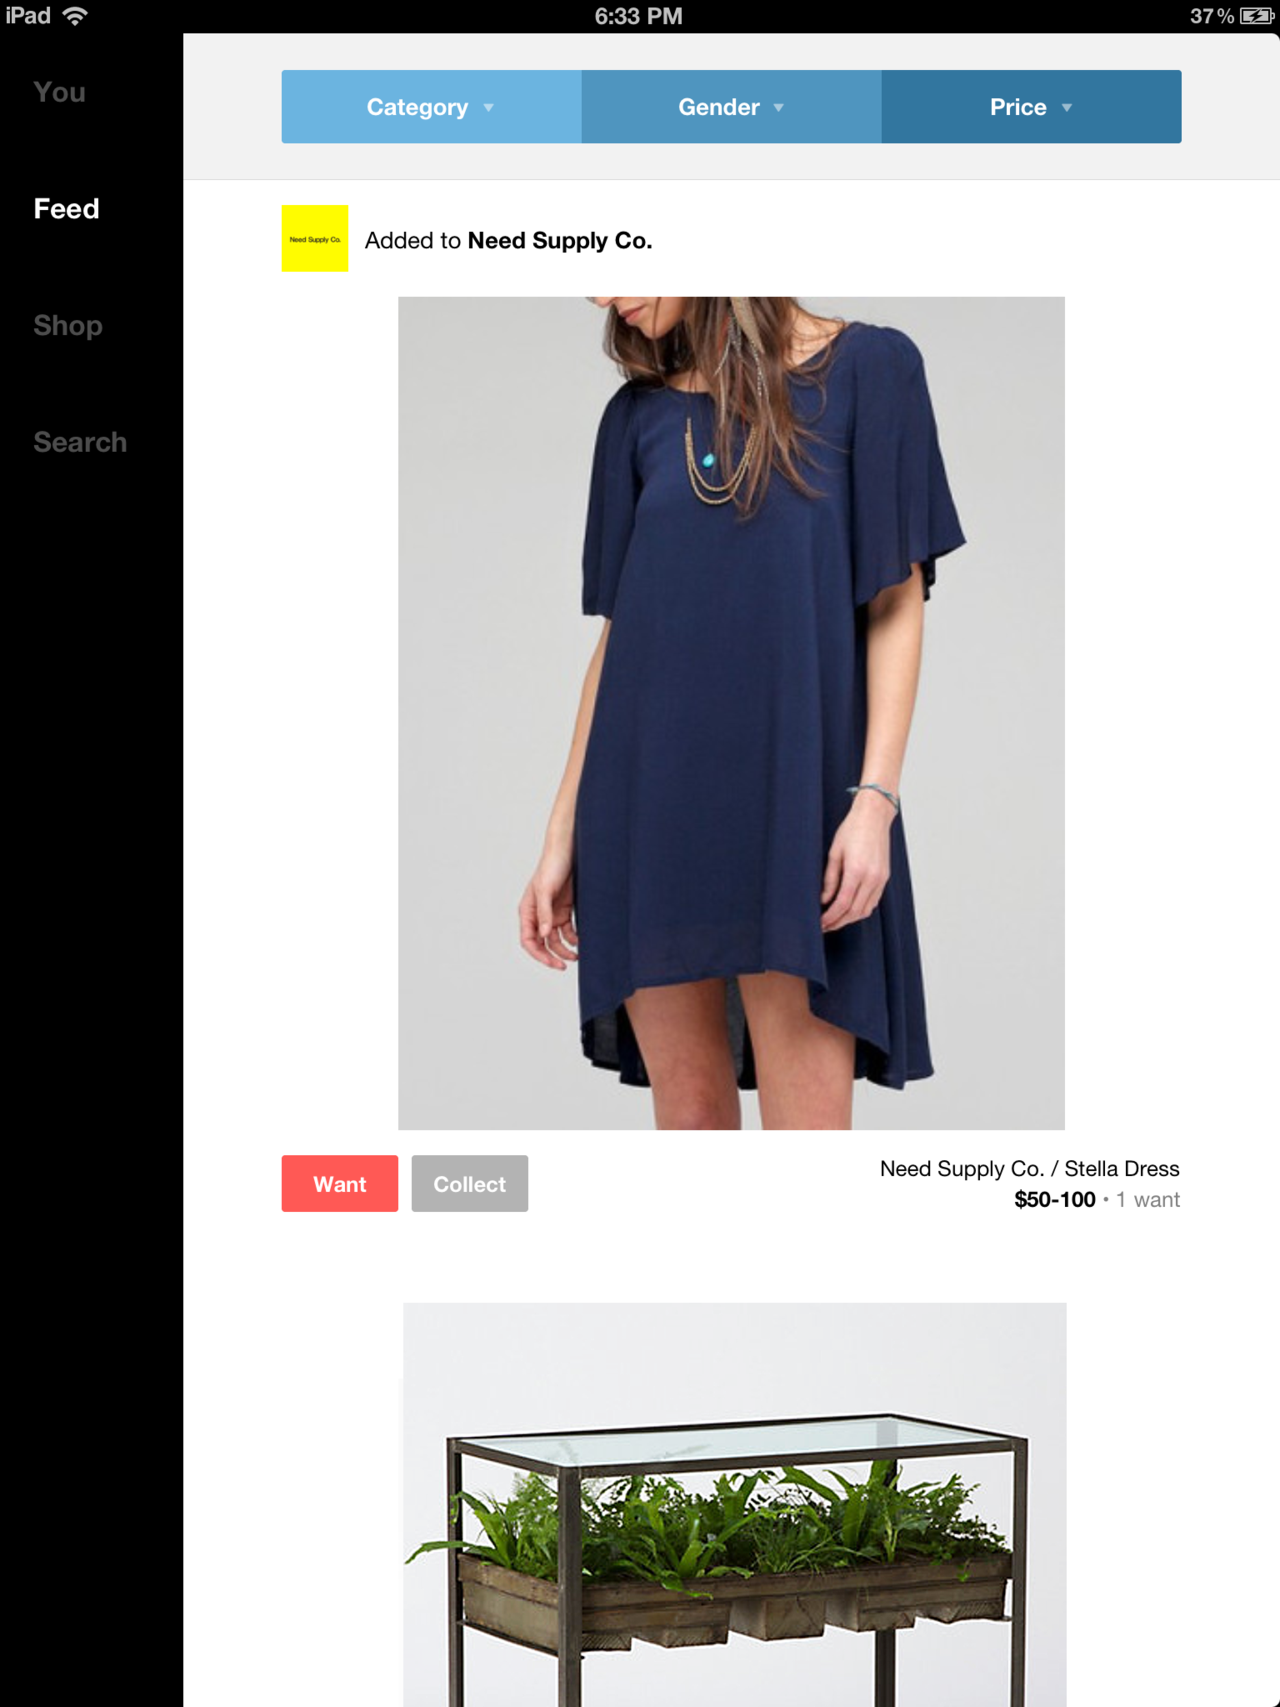 iPad
6:33 PM
37%
You
Feed
Shop
Search
Category
Gender
Price
Need Supply Co.
Added to Need Supply Co.
Want
Collect
Need Supply Co. / Stella Dress
$50-100 • 1 want